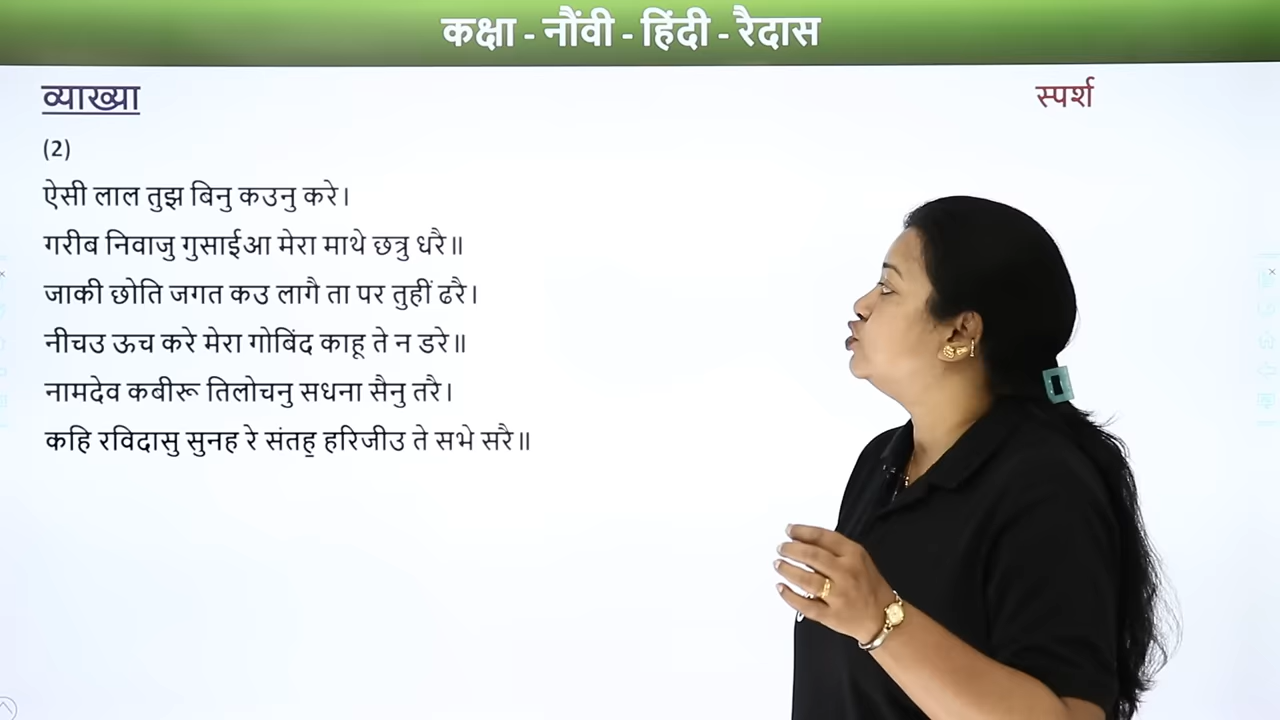 कक्षा - नौंवी - हिंदी - रैदास
व्याख्या
स्पर्श
(2)
ऐसी लाल तुझ बिनु कउनु करे।
गरीब निवाजु गुसाईआ मेरा माथे छत्रु धरै॥
जाकी छोति जगत कउ लागै ता पर तुहीं ढरै।
नीचउ ऊच करे मेरा गोबिंद काहू ते न डरे॥
नामदेव कबीरू तिलोचनु सधना सैनु तरै।
कहि रविदासु सुनह रे संतह॒ हरिजीउ ते सभे सरै॥